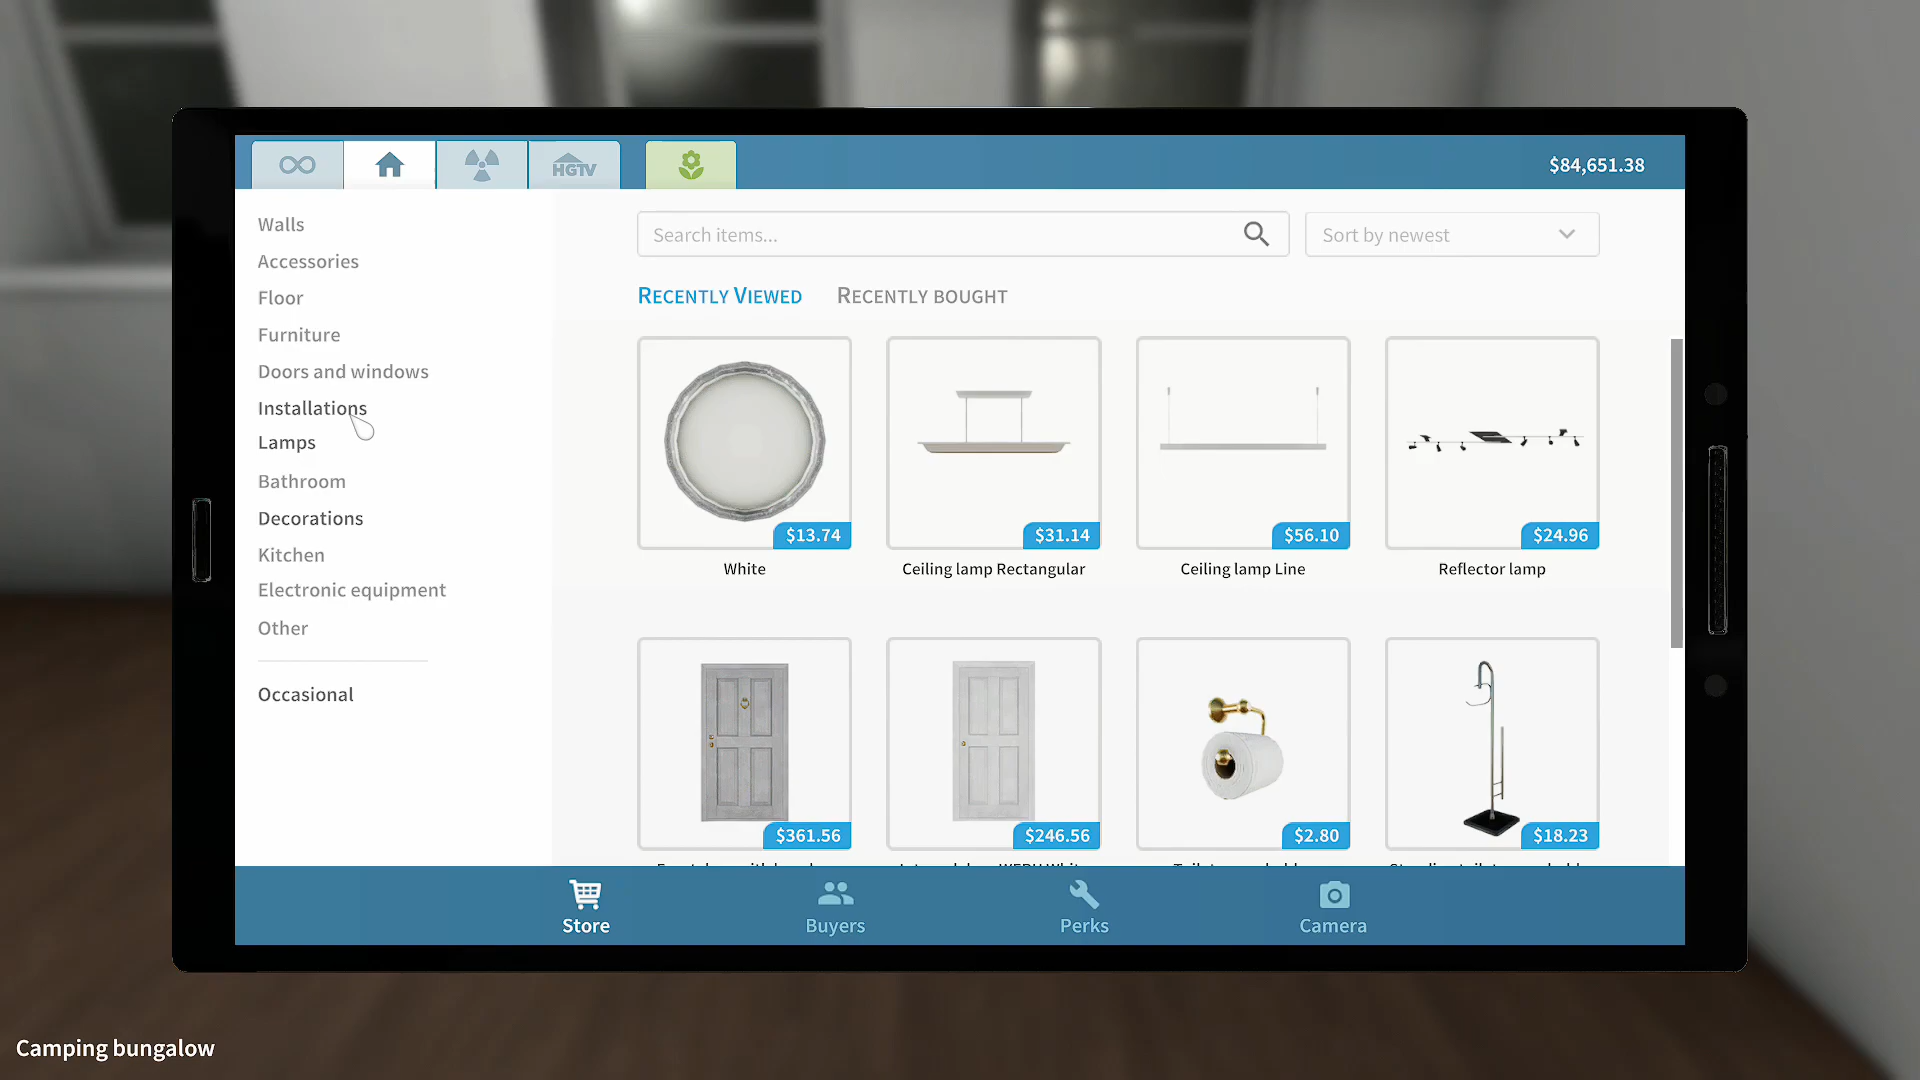 HGTV
$84,651.38
Walls
Accessories
Floor
Furniture
Doors and windows
Installations
Lamps
Bathroom
Decorations
Kitchen
Electronic equipment
Other
Occasional
Search items...
Sort by newest
RECENTLY VIEWED
RECENTLY BOUGHT
$13.74
$31.14
$56.10
$24.96
White
Ceiling lamp Rectangular
Ceiling lamp Line
Reflector lamp
$361.56
$246.56
$2.80
$18.23
Store
Buyers
Perks
Camera
Camping bungalow